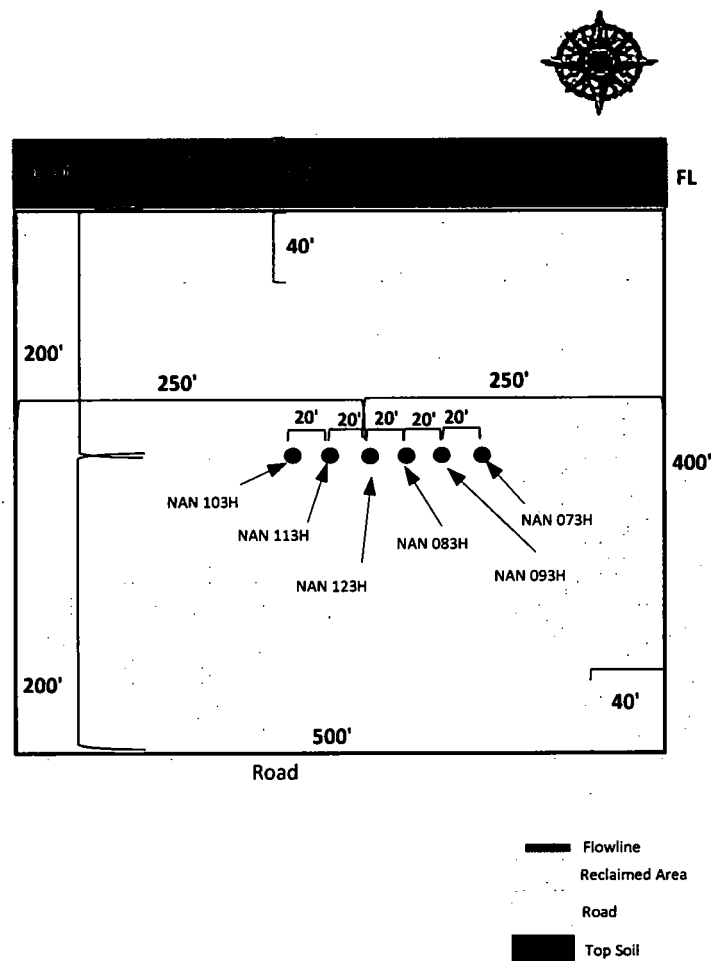 FL
40'
200'
250' 250'
20' 20' 20' 20' 20'
400'
NAN 103H
NAN 073H
NAN 113H
NAN 083H
NAN 093H
NAN 123H
200'
40'
500'
Road
Flowline
Reclaimed Area
Road
Top Soil